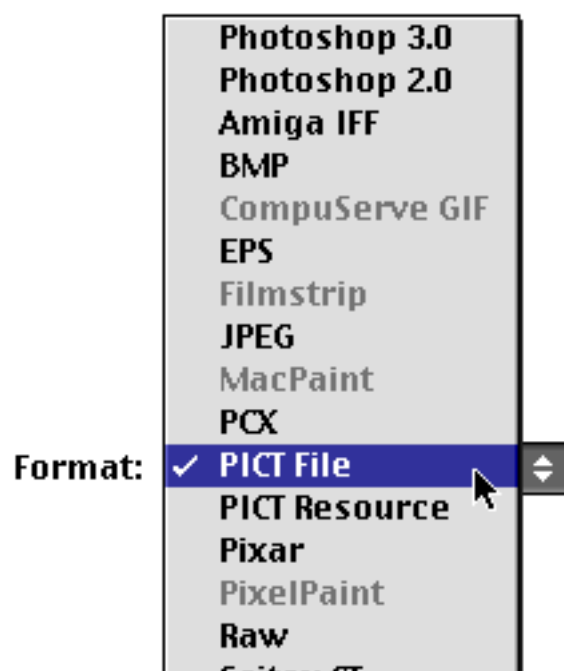 Photoshop 3.0
Photoshop 2.0
Amiga IFF
BMP
CompuServe GIF
EPS
Filmstrip
JPEG
MacPaint
PCX
Format: ✓ PICT File
PICT Resource
Pixar
PixelPaint
Raw